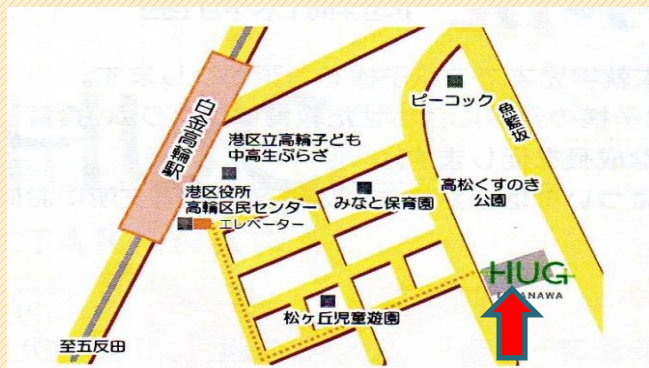 ピーコック
魚籃坂
白金高輪駅
港区立高輪子ども
中高生ぷらざ
港区役所
高輪区民センター
エレベーター
みなと保育園
高松くすのき
公園
HUG
松ヶ丘児童遊園
至五反田